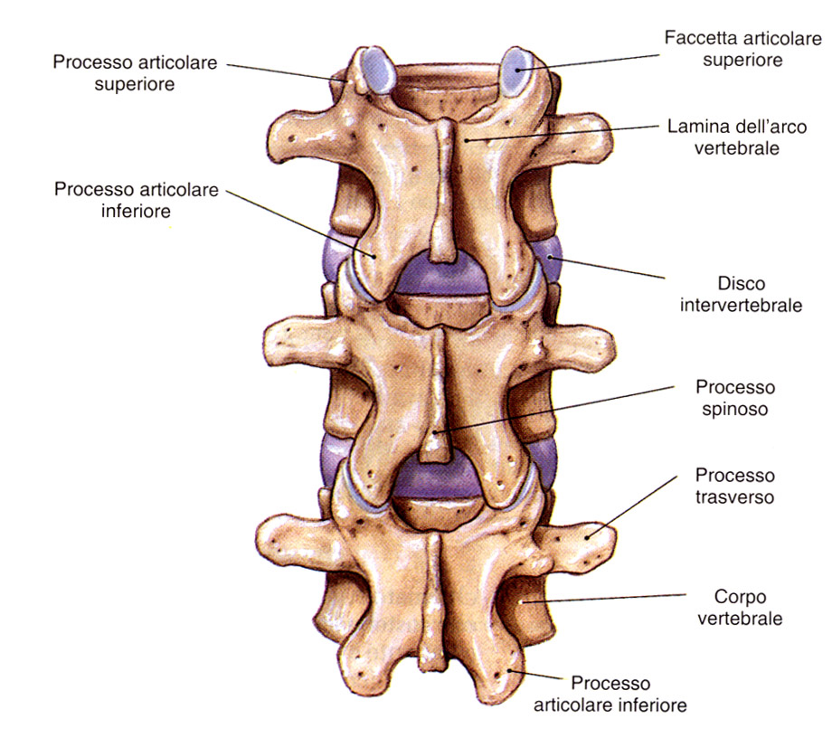 Processo articolare
superiore
Faccetta articolare
superiore
Lamina dell'arco
vertebrale
Processo articolare
inferiore
Disco
intervertebrale
Processo
spinoso
Processo
trasverso
Corpo
vertebrale
Processo
articolare inferiore